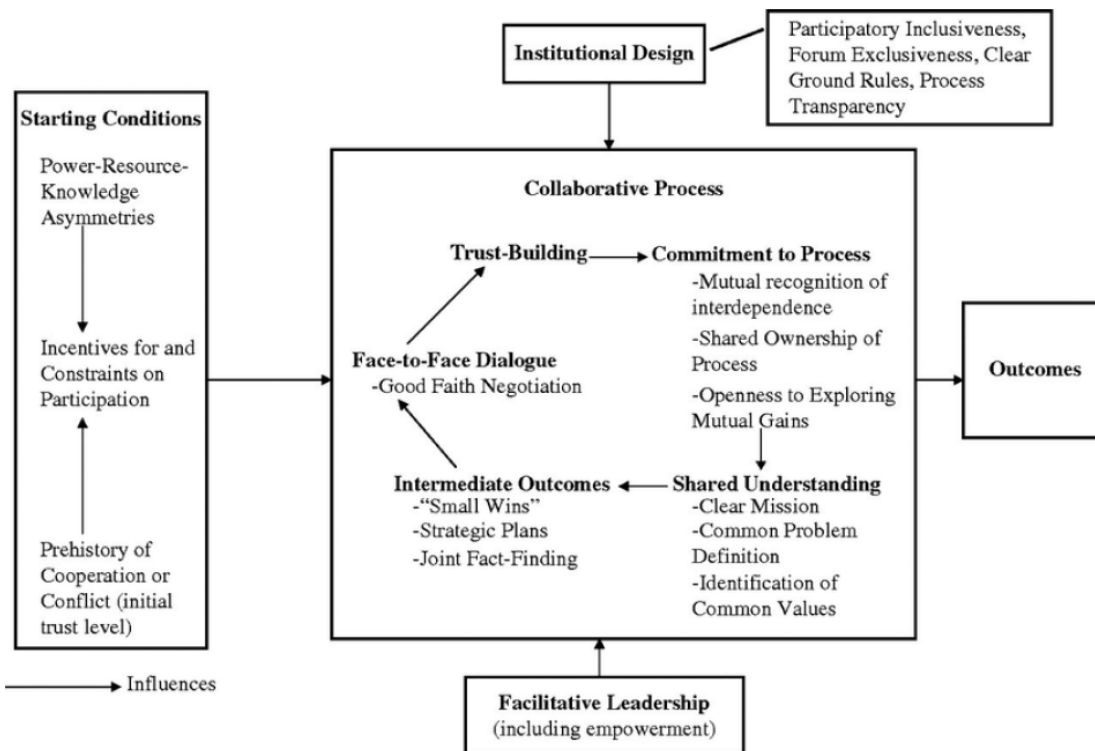 Institutional Design
Participatory Inclusiveness,
Forum Exclusiveness, Clear
Ground Rules, Process
Transparency
Starting Conditions
Power-Resource-
Knowledge
Asymmetries
Incentives for and
Constraints on
Participation
Prehistory of
Cooperation or
Conflict (initial
trust level)
Influences
Collaborative Process
Trust-Building
Commitment to Process
-Mutual recognition of
interdependence
-Shared Ownership of
Process
-Openness to Exploring
Mutual Gains
Face-to-Face Dialogue
-Good Faith Negotiation
Intermediate Outcomes
-“Small Wins”
-Strategic Plans
-Joint Fact-Finding
Shared Understanding
-Clear Mission
-Common Problem
Definition
-Identification of
Common Values
Outcomes
Facilitative Leadership
(including empowerment)